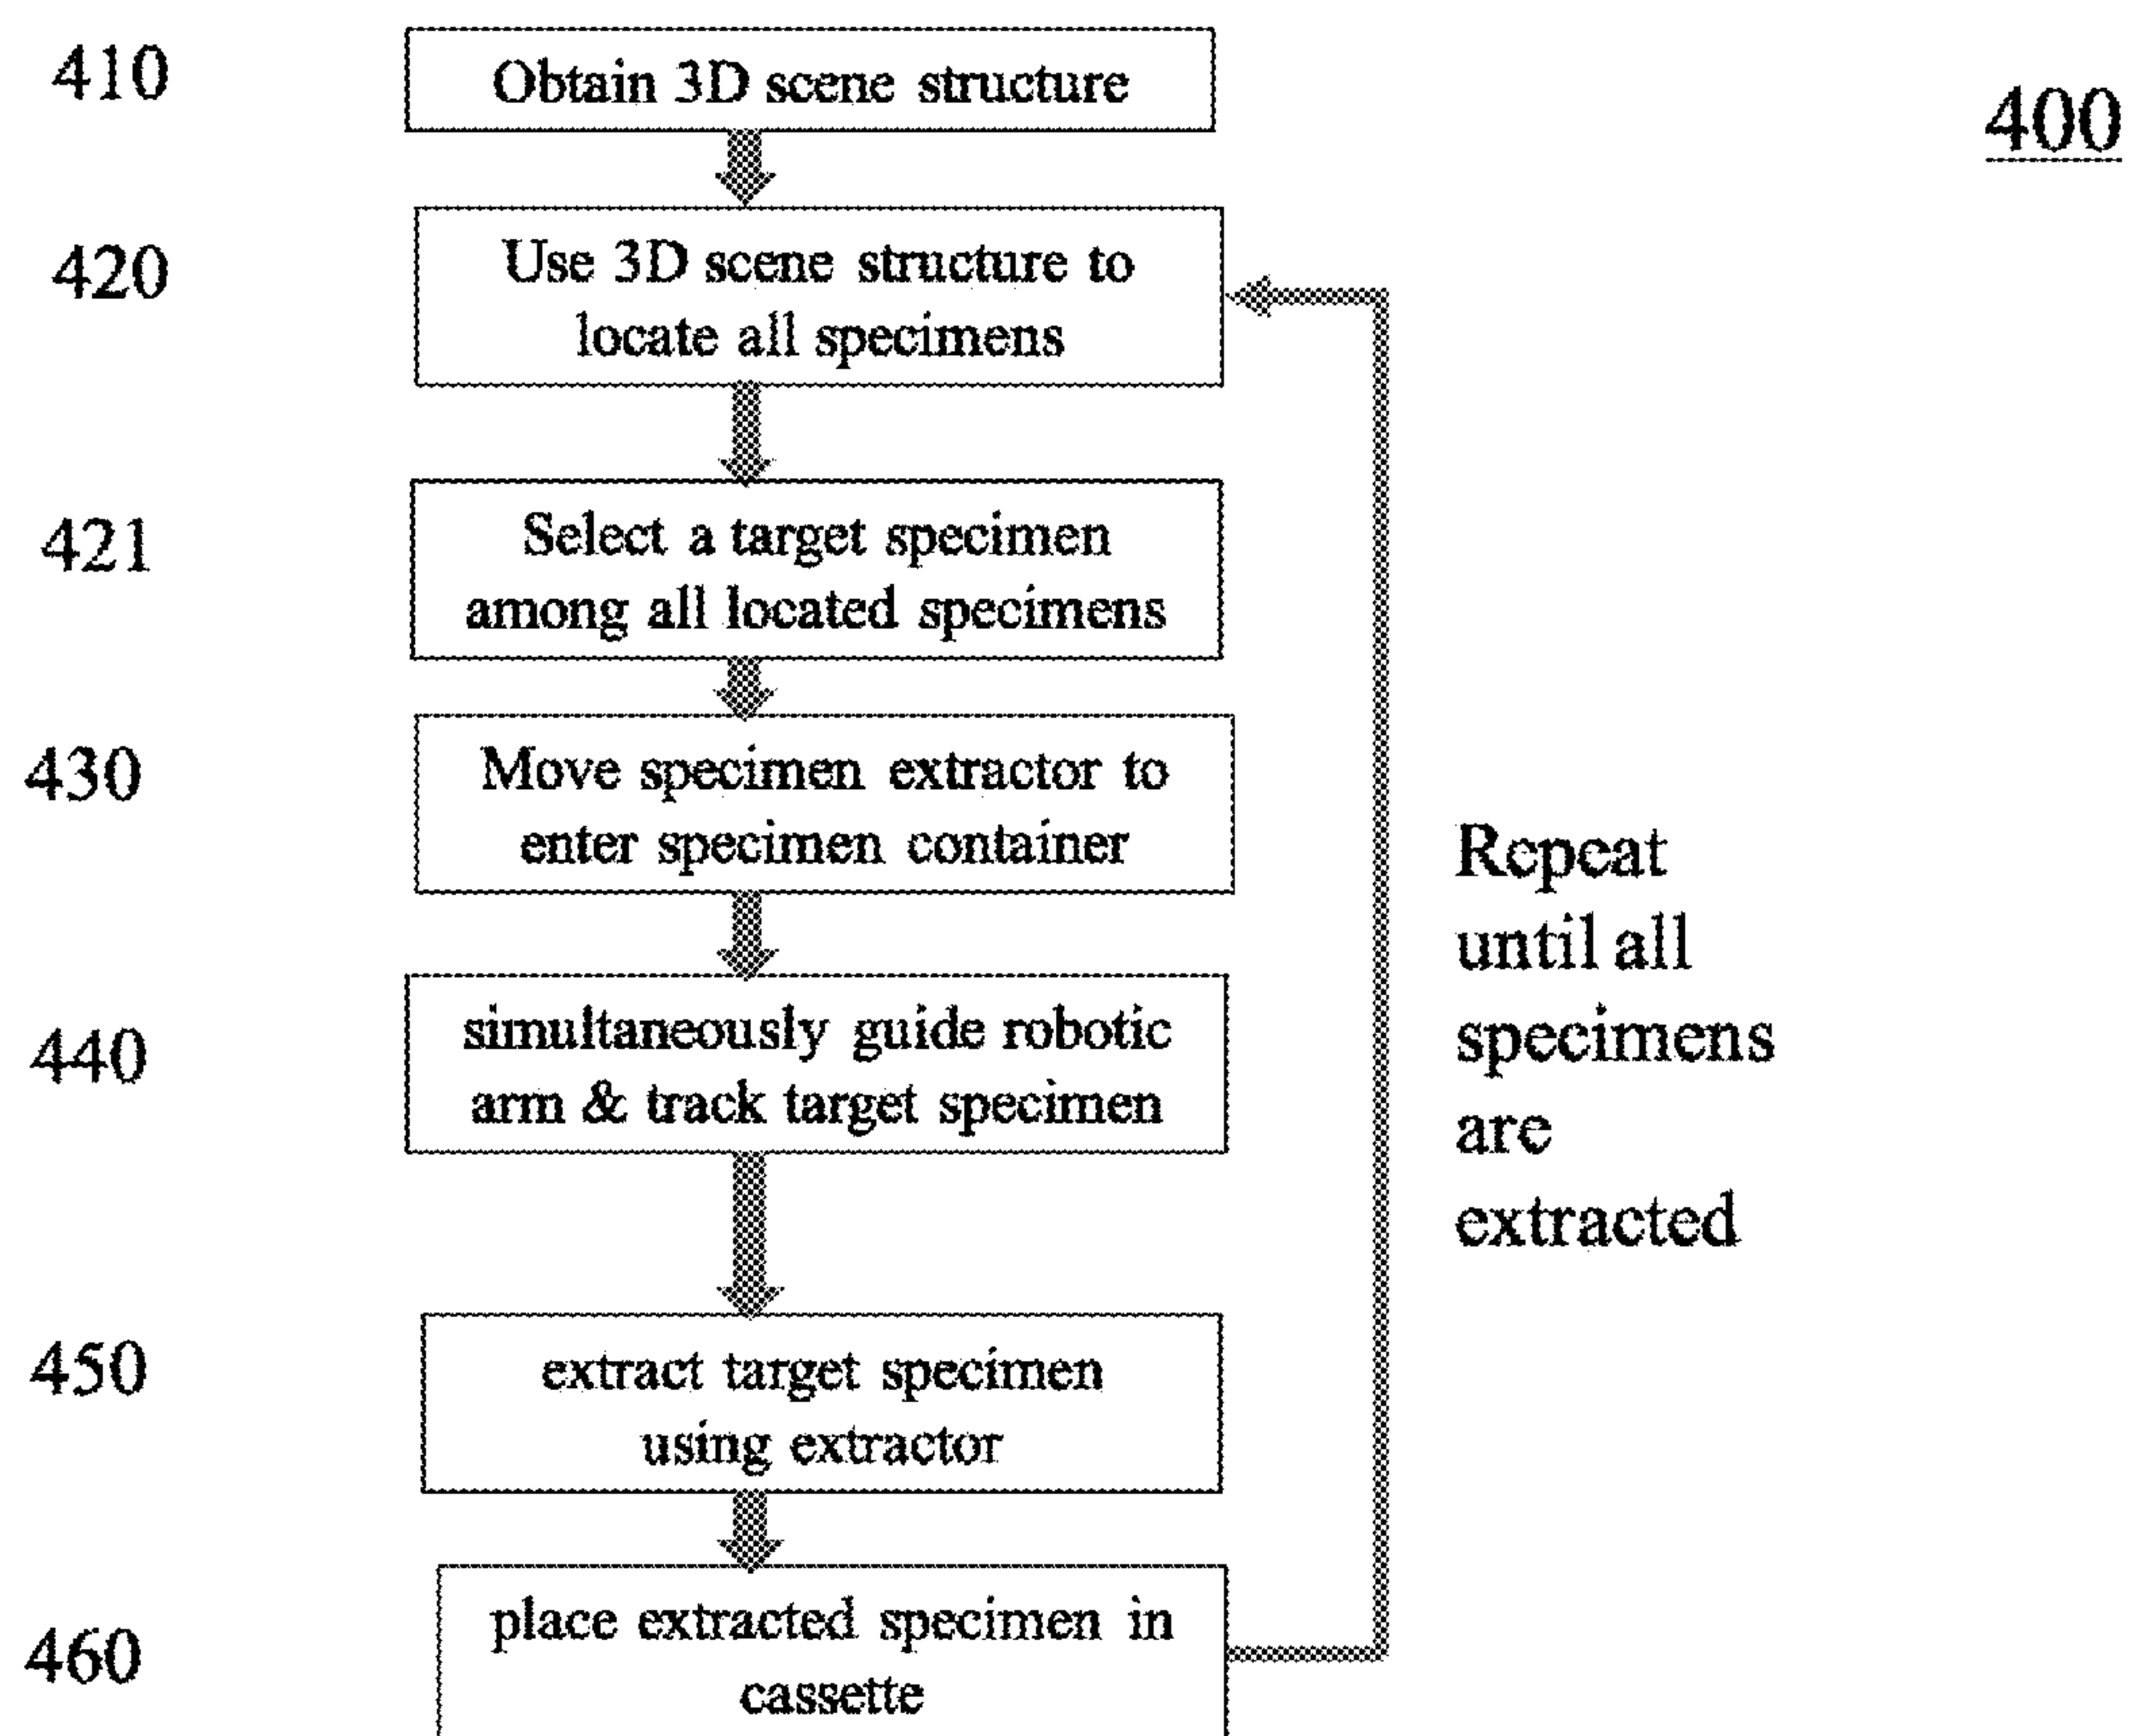 410
Obtain 3D scene structure
400
420
Use 3D scene structure to
locate all specimens
421
Select a target specimen
among all located specimens
430
Move specimen extractor to
enter specimen container
Repeat
until all
specimens
are
extracted
440
simultaneously guide robotic
arm & track target specimen
450
extract target specimen
using extractor
460
place extracted specimen in
cassette